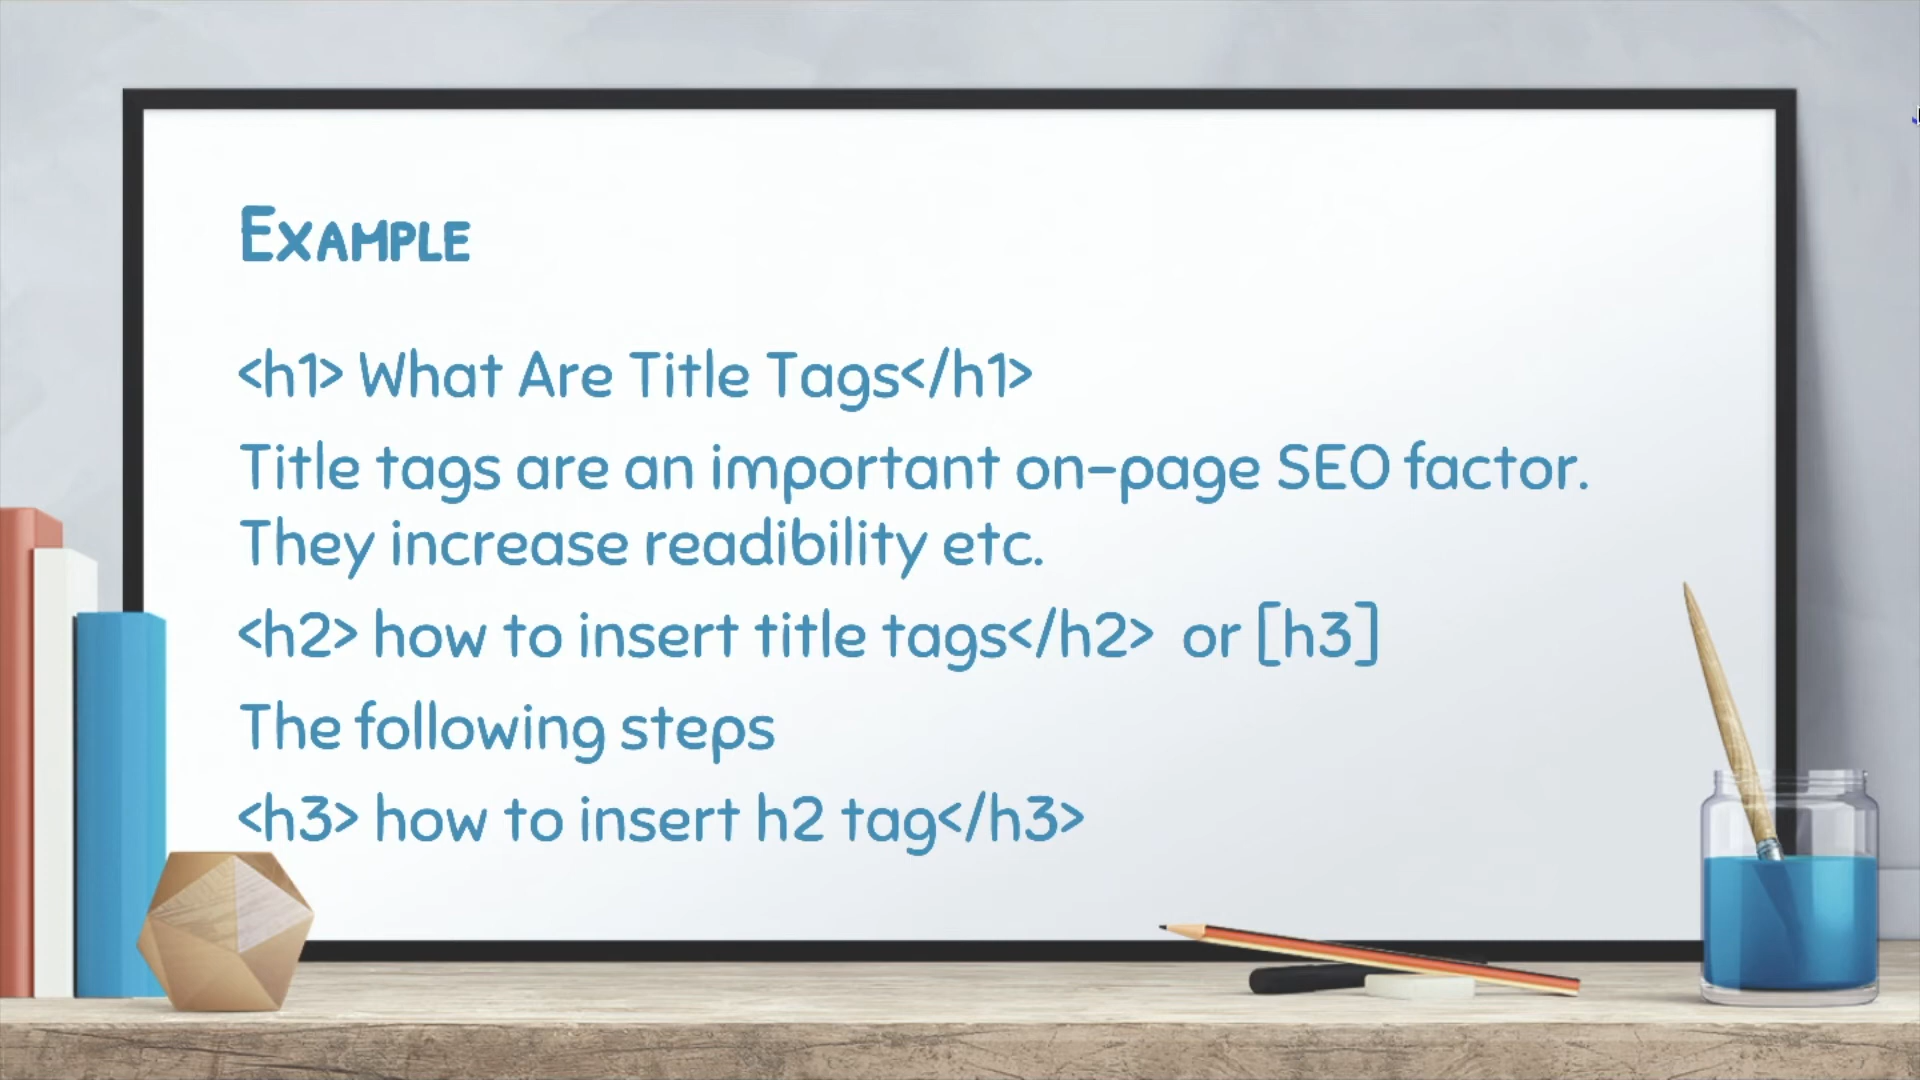 Example
<h1> What Are Title Tags</h1>
Title tags are an important on-page SEO factor.
They increase readibility etc.
<h2> how to insert title tags</h2> or [h3]
The following steps
<h3> how to insert h2 tag</h3>